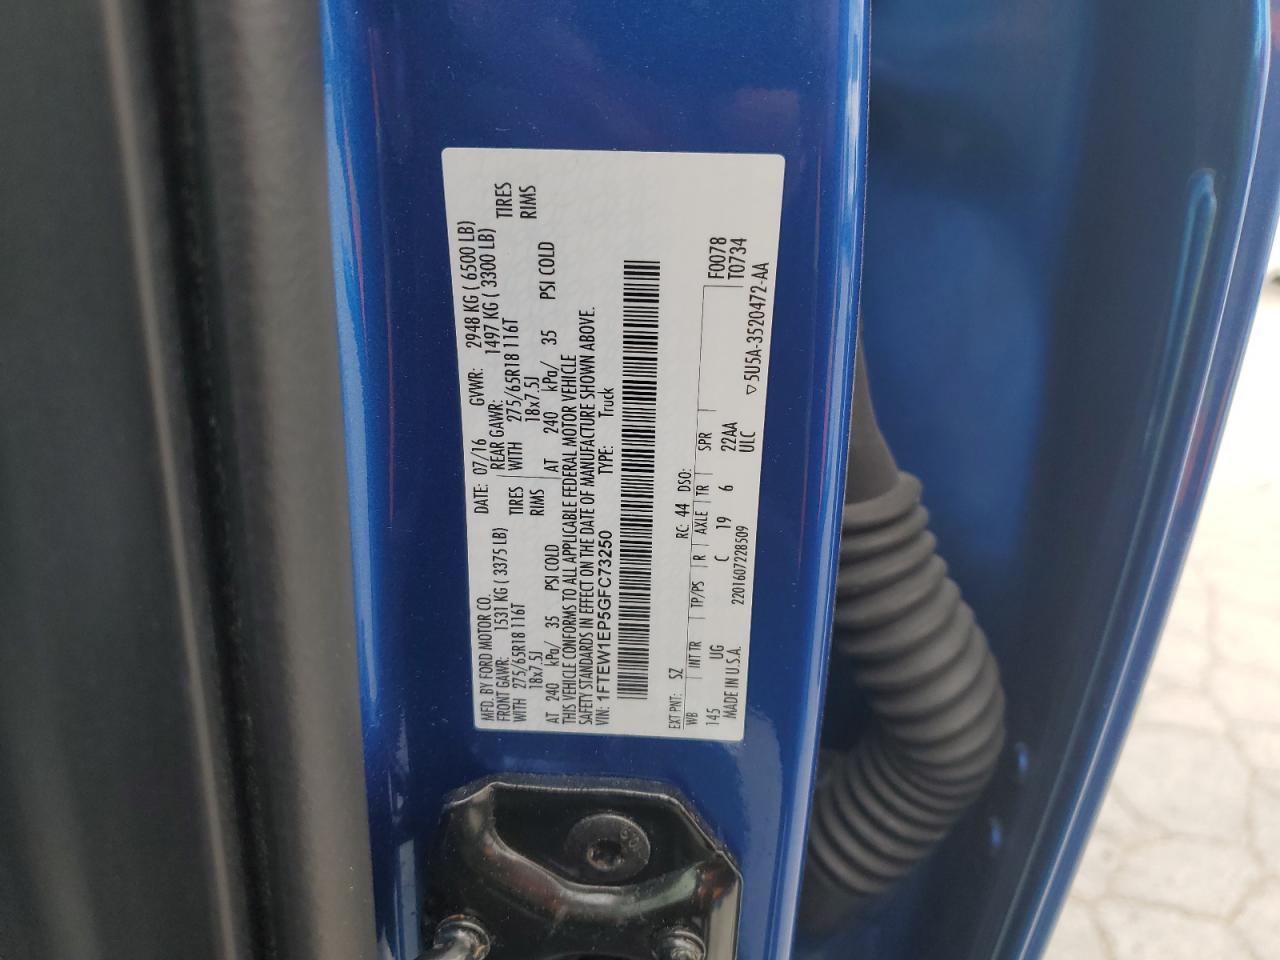 MFD. BY FORD MOTOR CO.
DATE: 07/16 GVWR: 2948 KG ( 6500 LB)
FRONT GAWR: 1531 KG ( 3375 LB)
REAR GAWR: 1497 KG ( 3300 LB)
WITH 275/65R18 116T TIRES
WITH 275/65R18 116T TIRES
18x7.5J RIMS
18x7.5J RIMS
AT 240 kPa/ 35 PSI COLD
AT 240 kPa/ 35 PSI COLD
THIS VEHICLE CONFORMS TO ALL APPLICABLE FEDERAL MOTOR VEHICLE
SAFETY STANDARDS IN EFFECT ON THE DATE OF MANUFACTURE SHOWN ABOVE.
VIN: 1FTEW1EP5GFC73250 TYPE: Truck
EXT PNT: SZ RC: 44 DSO:
WB INT TR TP/PS R AXLE TR SPR F0078
145 UG C 19 6 22AA T0734
MADE IN U.S.A. 2201607228509 ULC
▽5U5A-3520472-AA